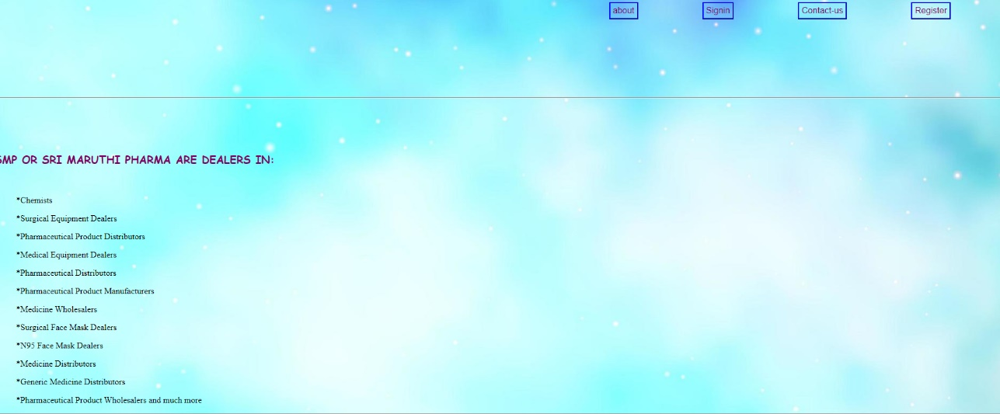 about Signin Contact-us Register
SMP OR SRI MARUTHI PHARMA ARE DEALERS IN:
*Chemists
*Surgical Equipment Dealers
*Pharmaceutical Product Distributors
*Medical Equipment Dealers
*Pharmaceutical Distributors
*Pharmaceutical Product Manufacturers
*Medicine Wholesalers
*Surgical Face Mask Dealers
*N95 Face Mask Dealers
*Medicine Distributors
*Generic Medicine Distributors
*Pharmaceutical Product Wholesalers and much more